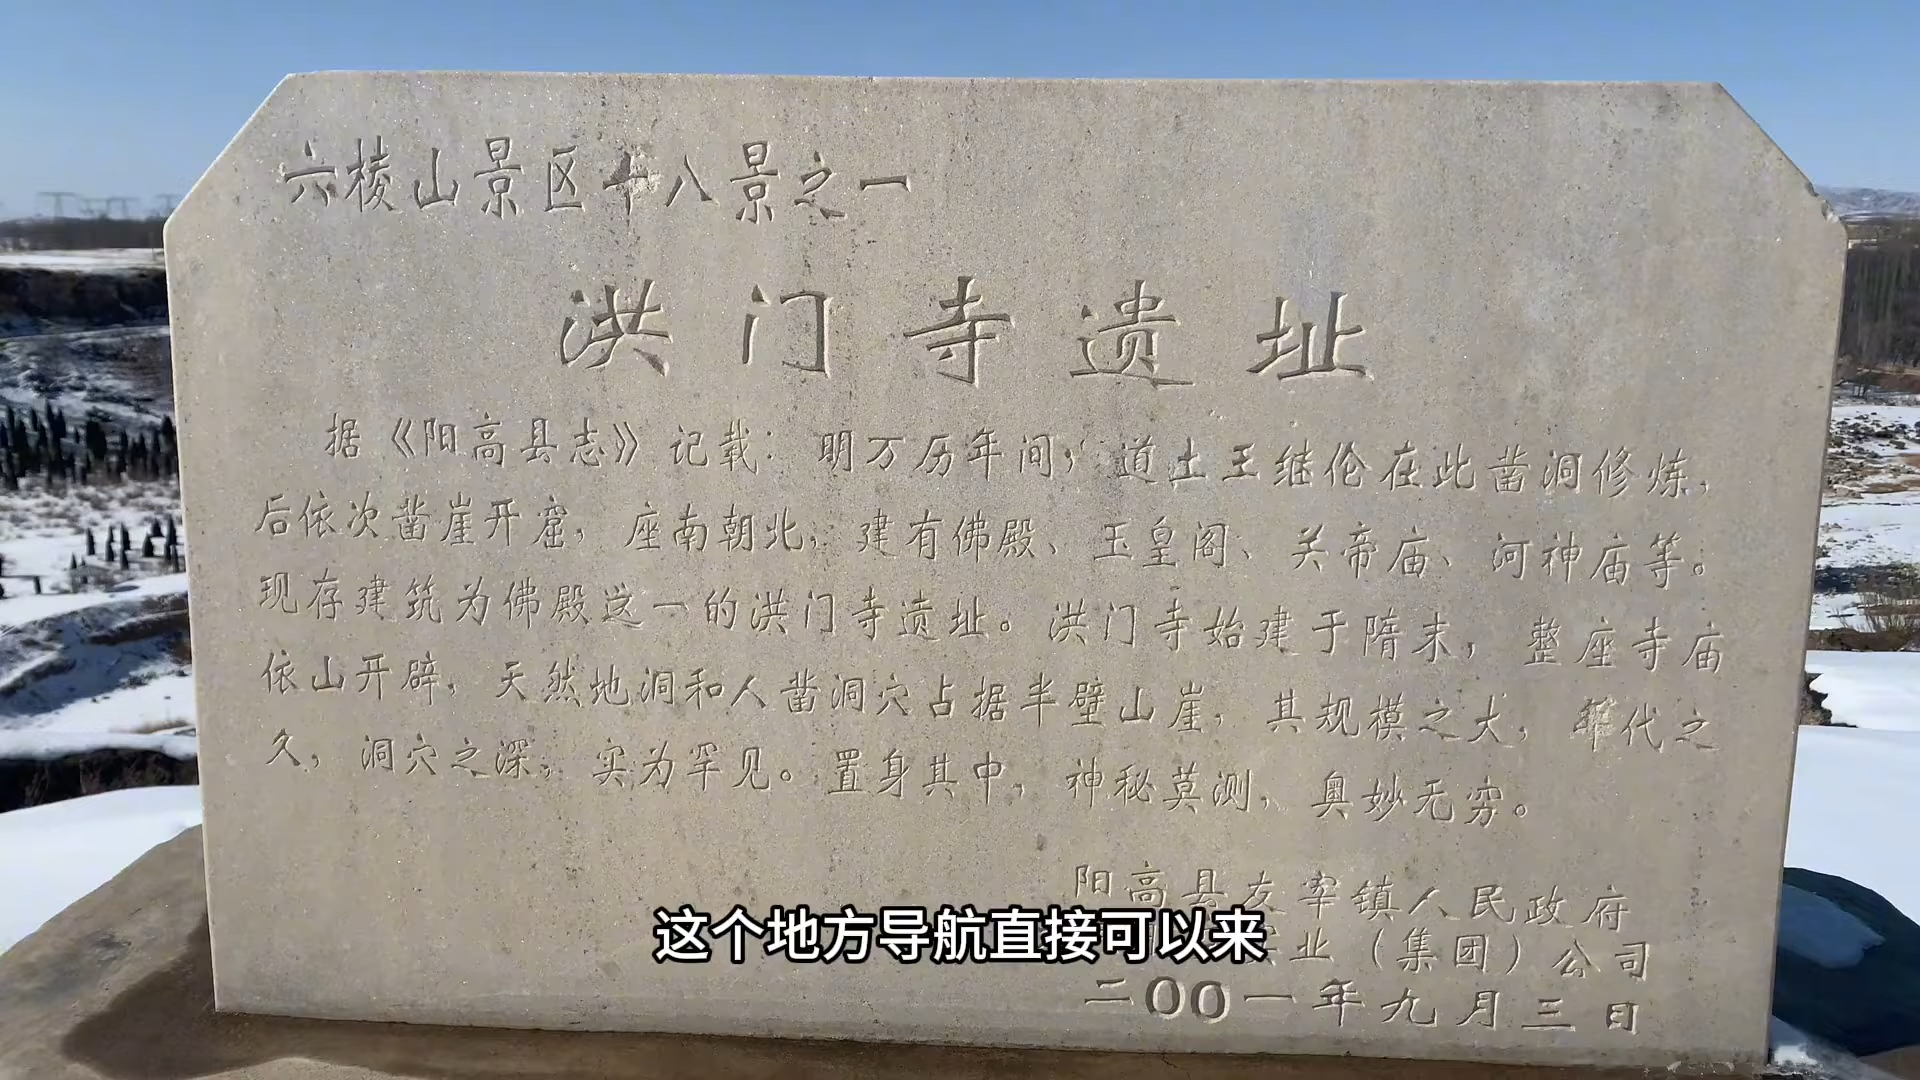 六棱山景区十八景之一
洪门寺遗址
据《阳高县志》记载：明万历年间，道士王继伦在此凿洞修炼，
后依次凿崖开窟，座南朝北，建有佛殿、玉皇阁、关帝庙、河神庙等。
现存建筑为佛殿这一的洪门寺遗址。洪门寺始建于隋末，整座寺庙
依山开辟，天然地洞和人凿洞穴占据半壁山崖，其规模之大，年代之
久，洞穴之深，实为罕见。置身其中，神秘莫测，奥妙无穷。
阳高县友宰镇人民政府
实业（集团）公司
二00一年九月三日
这个地方导航直接可以来